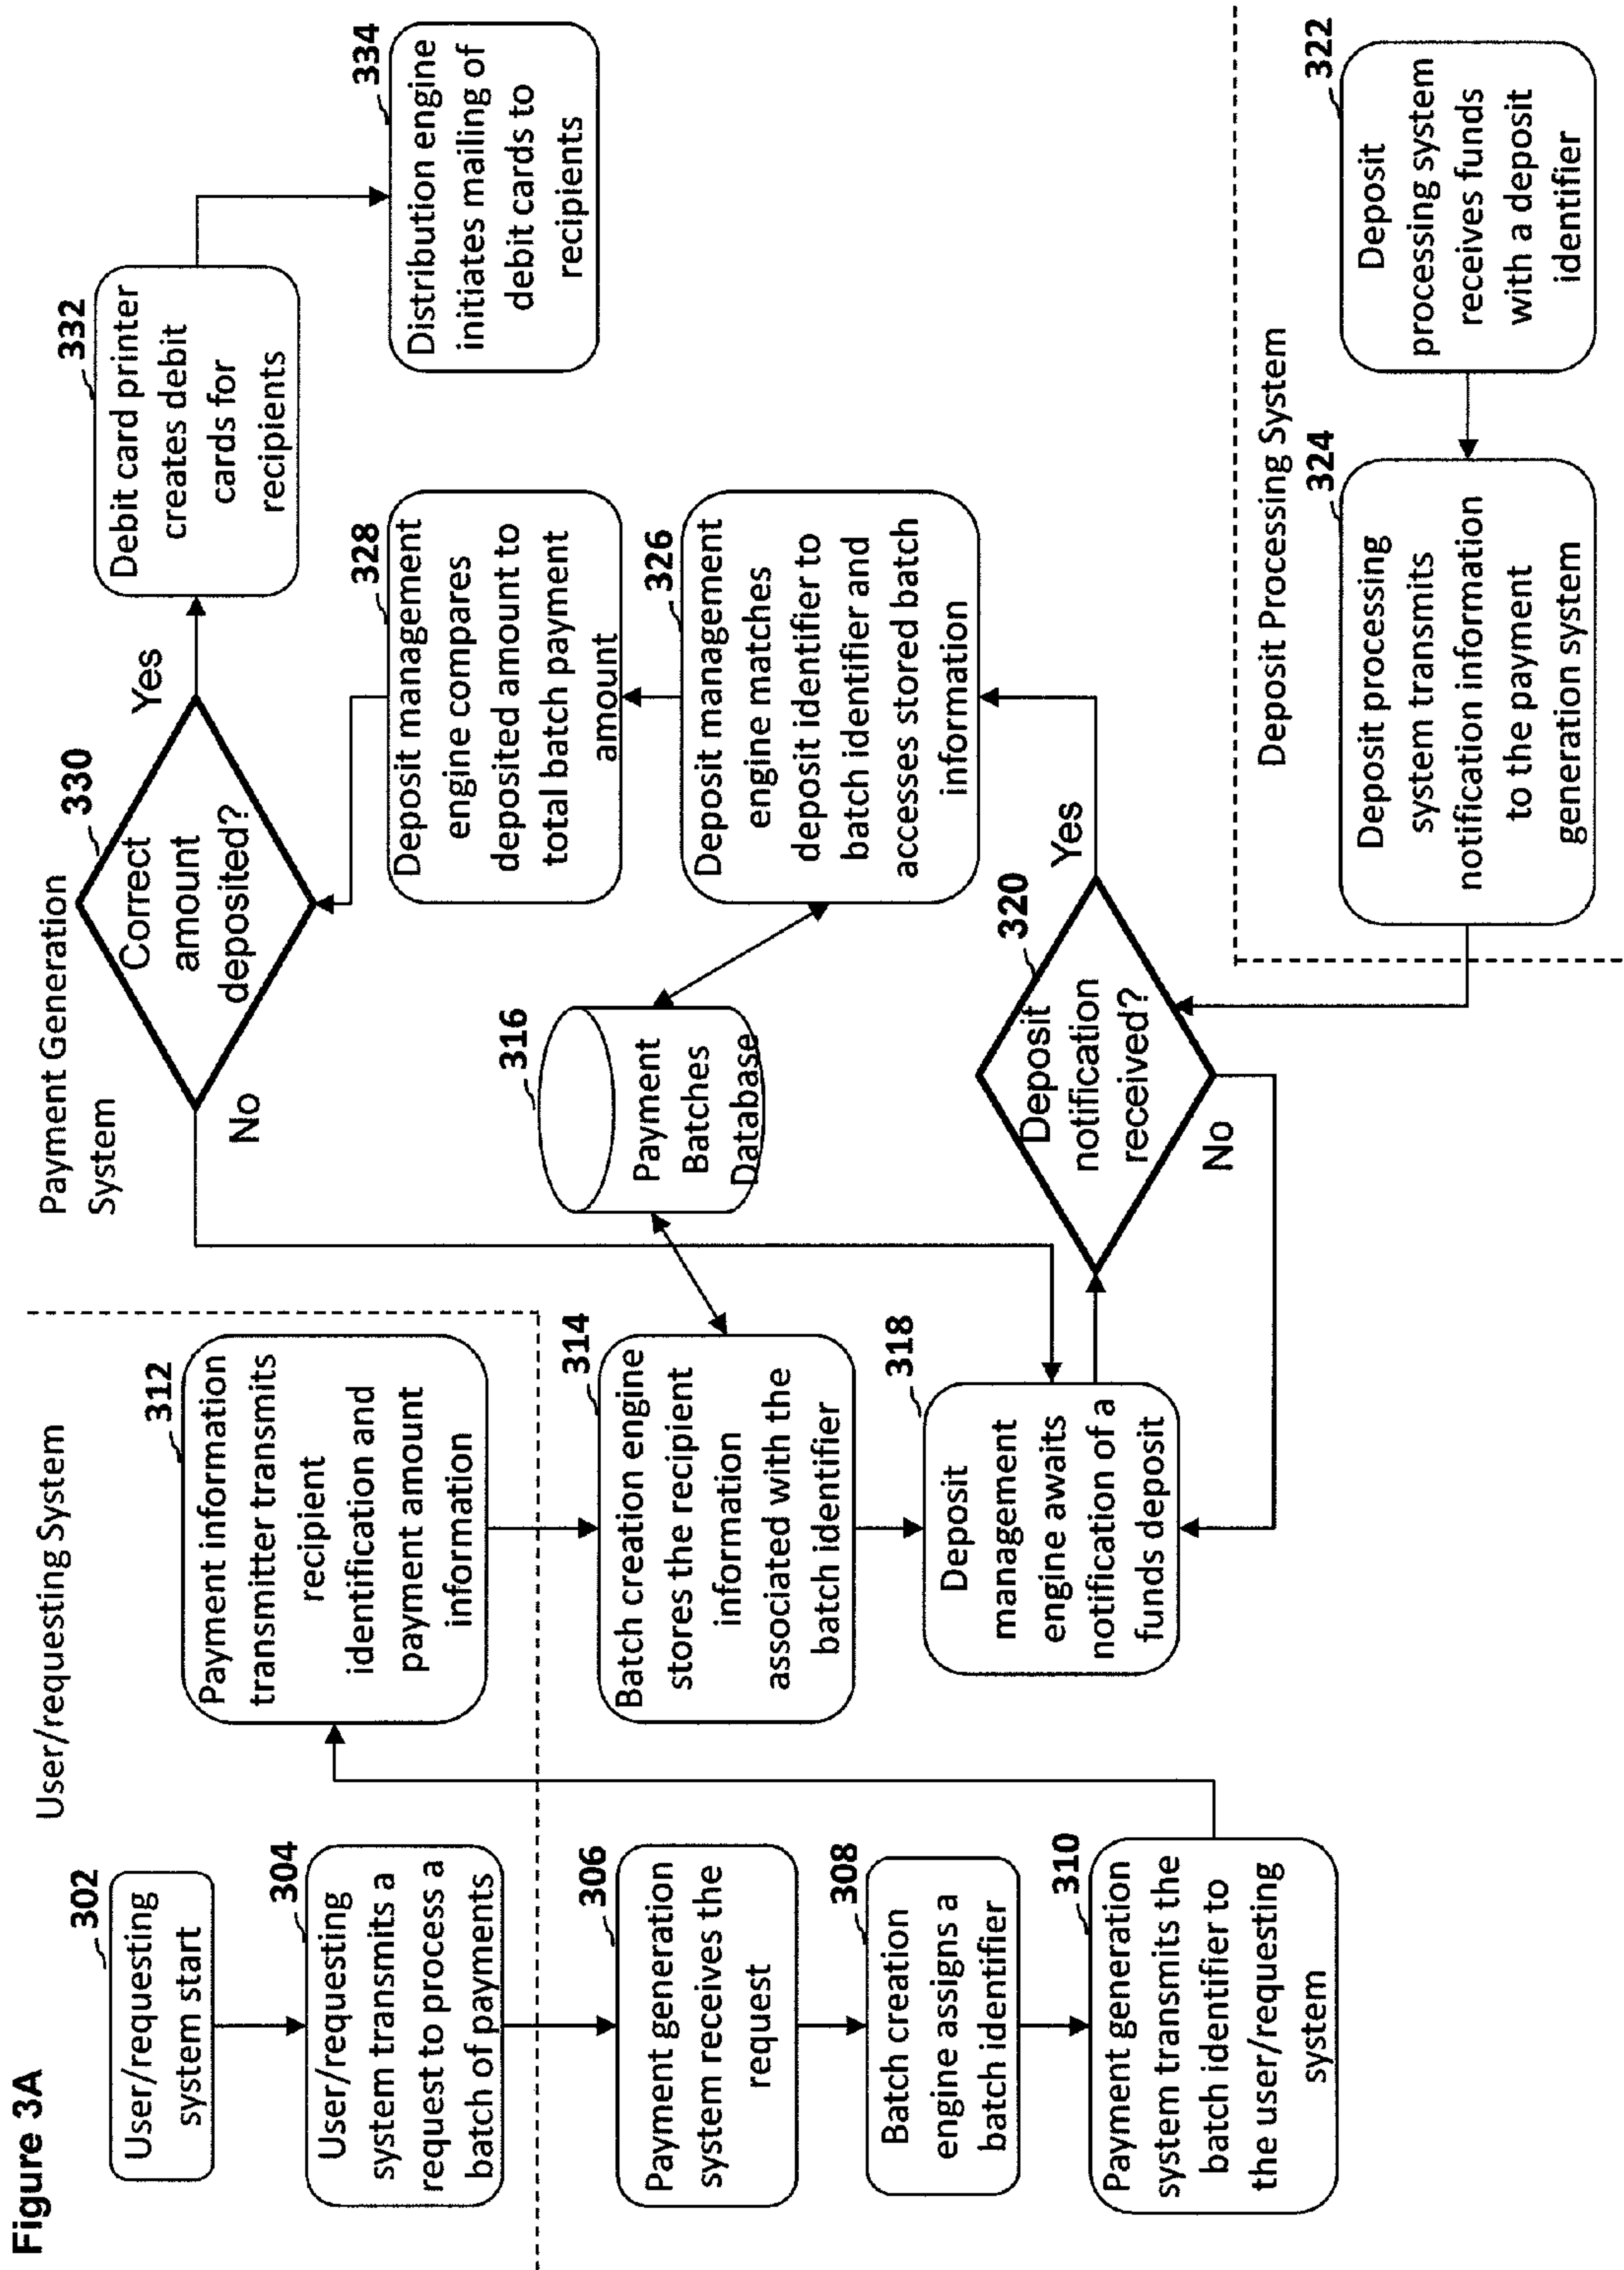 Figure 3A
User/requesting System
Payment Generation
System
302
User/requesting
system start
304
User/requesting
system transmits a
request to process a
batch of payments
306
Payment generation
system receives the
request
308
Batch creation
engine assigns a
batch identifier
310
Payment generation
system transmits the
batch identifier to
the user/requesting
system
312
Payment information
transmitter transmits
recipient
identification and
payment amount
information
314
Batch creation engine
stores the recipient
information
associated with the
batch identifier
316
Payment
Batches
Database
318
Deposit
management
engine awaits
notification of a
funds deposit
320
Deposit
notification
received?
No
Yes
Deposit Processing System
322
Deposit
processing system
receives funds
with a deposit
identifier
324
Deposit processing
system transmits
notification information
to the payment
generation system
326
Deposit management
engine matches
deposit identifier to
batch identifier and
accesses stored batch
information
328
Deposit management
engine compares
deposited amount to
total batch payment
amount
330
Correct
amount
deposited?
No
Yes
332
Debit card printer
creates debit
cards for
recipients
334
Distribution engine
initiates mailing of
debit cards to
recipients